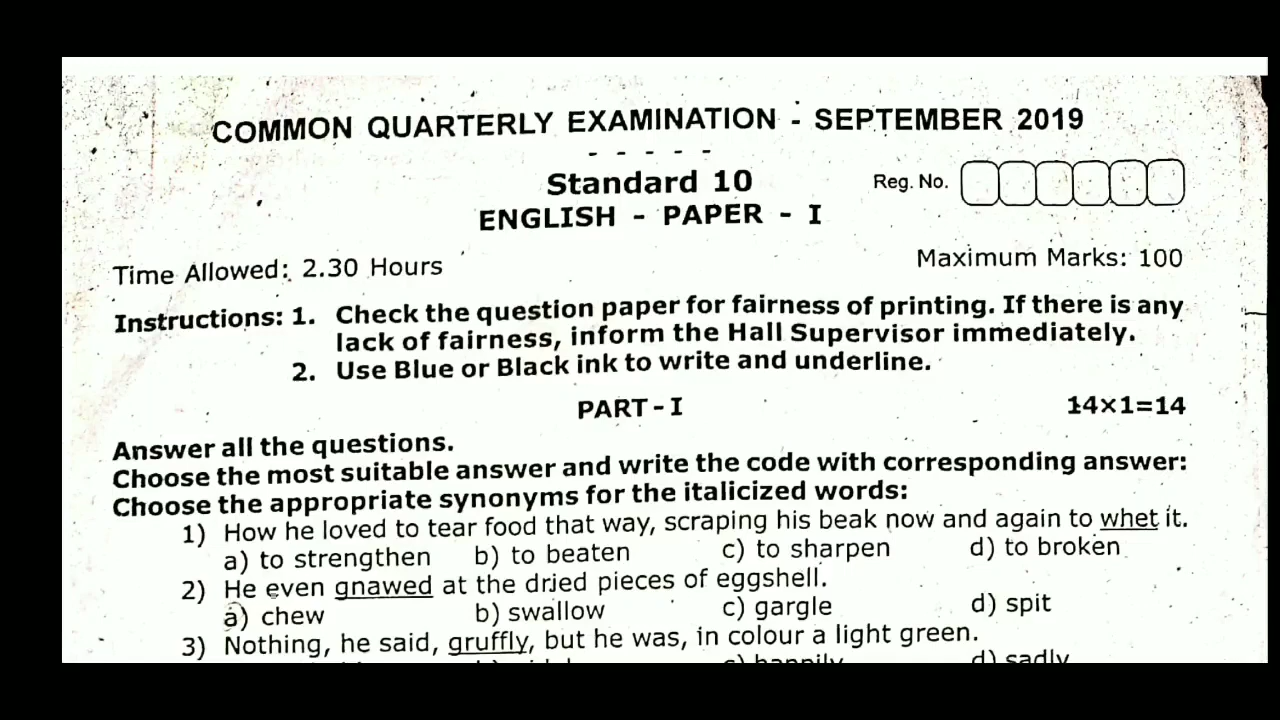 COMMON QUARTERLY EXAMINATION - SEPTEMBER 2019
- - - - -
Standard 10
Reg. No.
ENGLISH - PAPER - I
Time Allowed: 2.30 Hours
Maximum Marks: 100
Instructions: 1. Check the question paper for fairness of printing. If there is any
lack of fairness, inform the Hall Supervisor immediately.
2. Use Blue or Black ink to write and underline.
PART - I 14×1=14
Answer all the questions.
Choose the most suitable answer and write the code with corresponding answer:
Choose the appropriate synonyms for the italicized words:
1) How he loved to tear food that way, scraping his beak now and again to whet it.
a) to strengthen b) to beaten c) to sharpen d) to broken
2) He even gnawed at the dried pieces of eggshell.
a) chew b) swallow c) gargle d) spit
3) Nothing, he said, gruffly, but he was, in colour a light green.
c) happily d) sadly